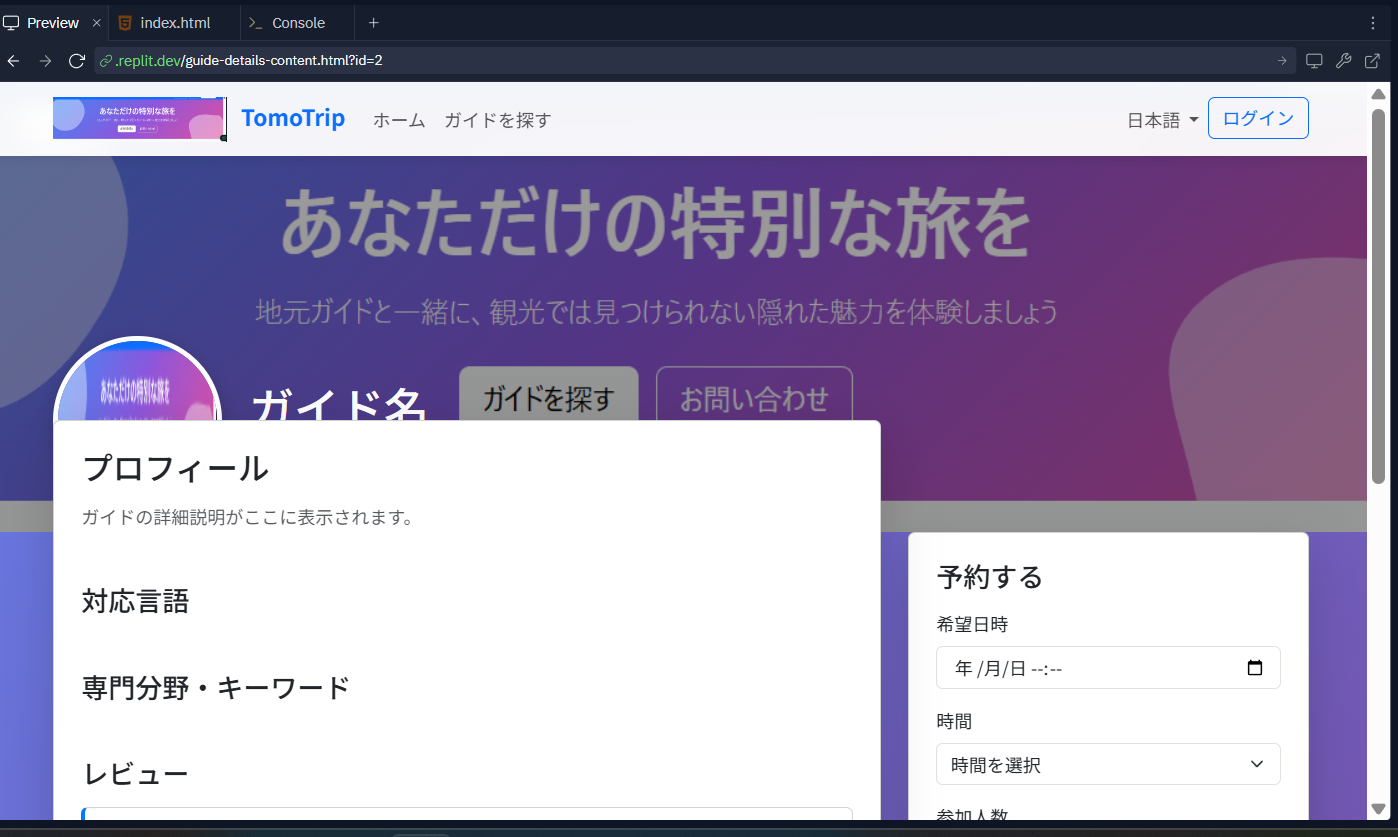 Preview
index.html
Console
.replit.dev/guide-details-content.html?id=2
あなただけの特別な旅を
TomoTrip
ホーム
ガイドを探す
日本語
ログイン
あなただけの特別な旅を
地元ガイドと一緒に、観光では見つけられない隠れた魅力を体験しましょう
あなただけの特別な旅を
ガイド名
ガイドを探す
お問い合わせ
プロフィール
ガイドの詳細説明がここに表示されます。
対応言語
専門分野・キーワード
レビュー
予約する
希望日時
年 /月/日 --:--
時間
時間を選択
参加人数